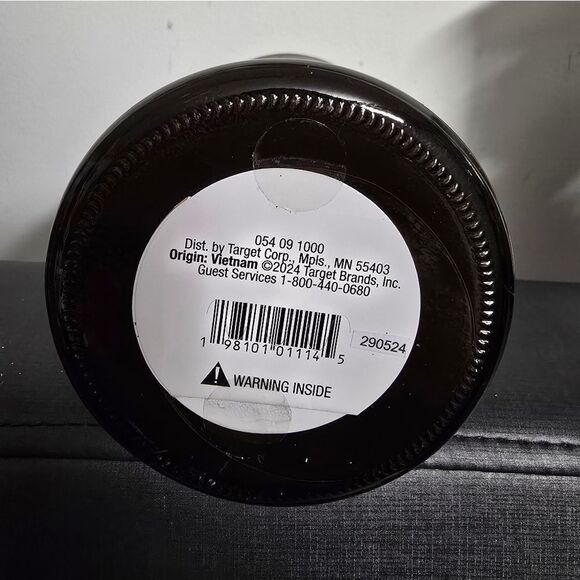 054 09 1000
Dist. by Target Corp., Mpls., MN 55403
Origin: Vietnam ©2024 Target Brands, Inc.
Guest Services 1-800-440-0680
1 98101 01114 5
290524
WARNING INSIDE